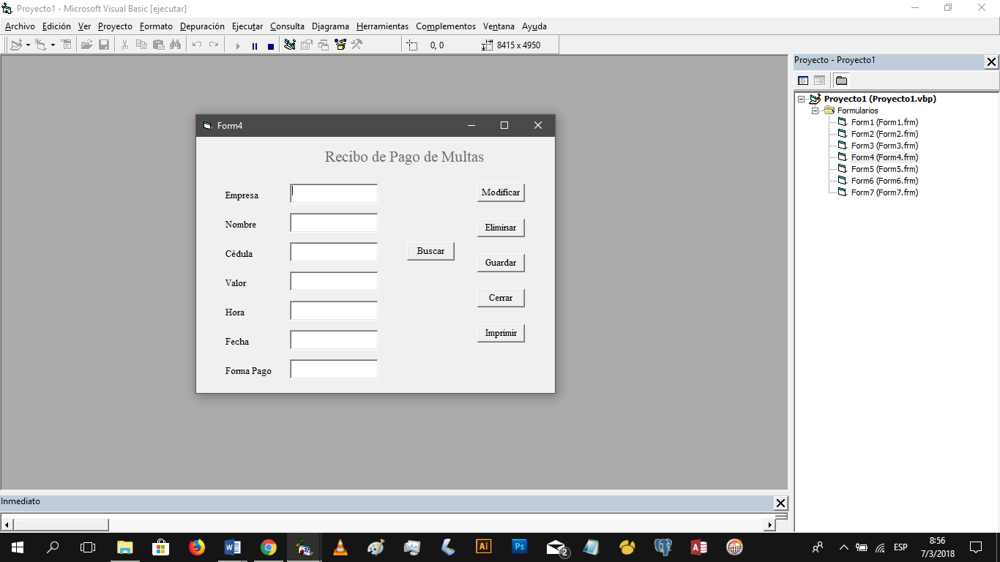 Proyecto1 - Microsoft Visual Basic [ejecutar]
Archivo Edición Ver Proyecto Formato Depuración Ejecutar Consulta Diagrama Herramientas Complementos Ventana Ayuda
0, 0 8415 x 4950
Proyecto - Proyecto1
Proyecto1 (Proyecto1.vbp)
Formularios
Form1 (Form1.frm)
Form2 (Form2.frm)
Form3 (Form3.frm)
Form4 (Form4.frm)
Form5 (Form5.frm)
Form6 (Form6.frm)
Form7 (Form7.frm)
Form4
Recibo de Pago de Multas
Empresa
Nombre
Cédula
Valor
Hora
Fecha
Forma Pago
Buscar
Modificar
Eliminar
Guardar
Cerrar
Imprimir
Inmediato
W Ai Ps 2 A ESP 8:56
7/3/2018